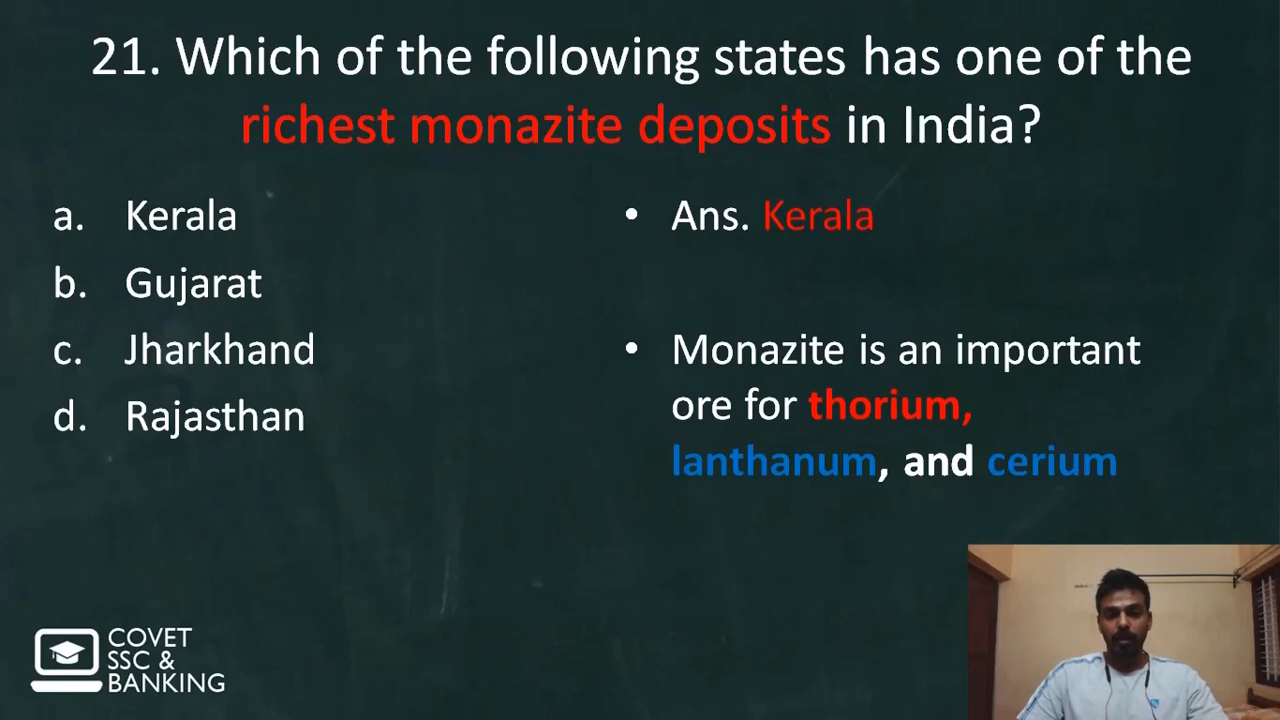 21. Which of the following states has one of the
richest monazite deposits in India?
a. Kerala
b. Gujarat
c. Jharkhand
d. Rajasthan
• Ans. Kerala
• Monazite is an important
ore for thorium,
lanthanum, and cerium
COVET
SSC &
BANKING